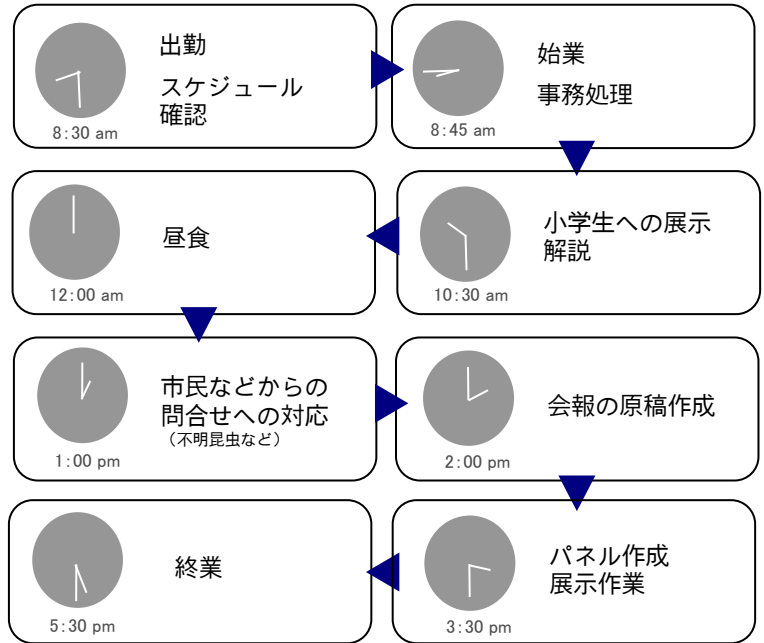 出勤
スケジュール
確認
8:30 am
始業
事務処理
8:45 am
小学生への展示
解説
10:30 am
昼食
12:00 am
市民などからの
問合せへの対応
（不明昆虫など）
1:00 pm
会報の原稿作成
2:00 pm
パネル作成
展示作業
3:30 pm
終業
5:30 pm